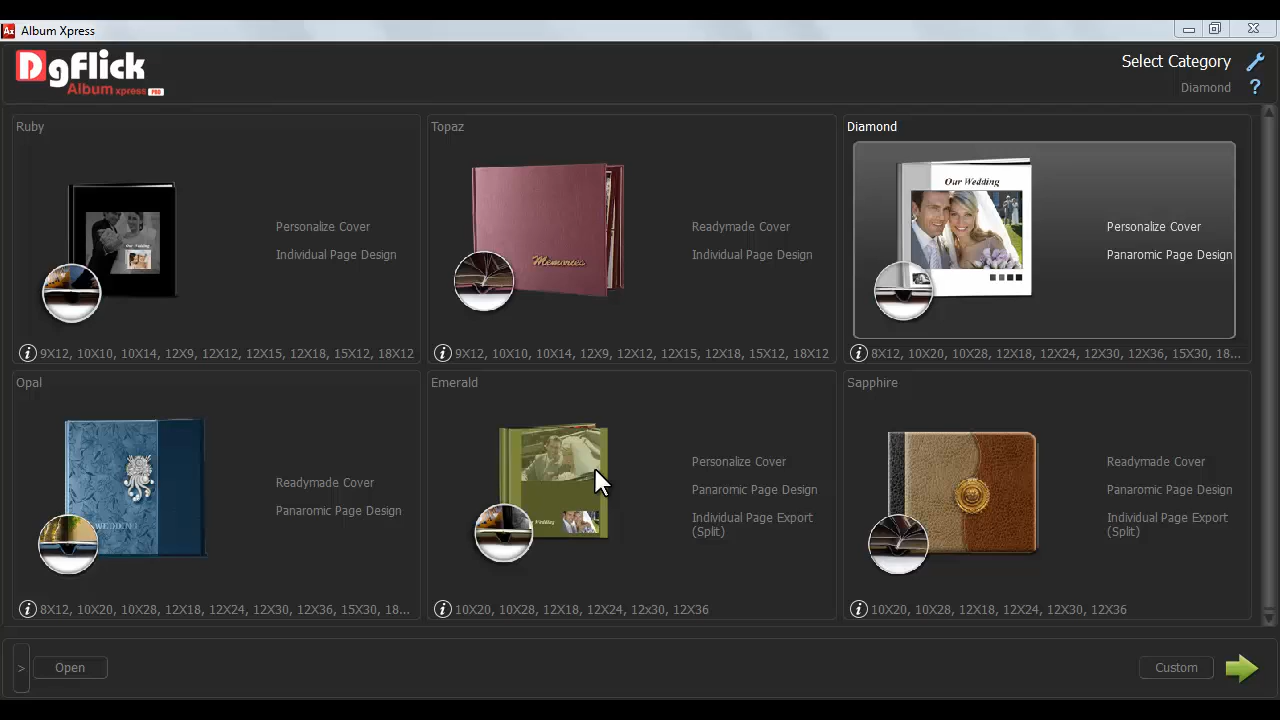 Album Xpress
DgFlick
Album xpress PRO
Select Category
Diamond
Ruby
Personalize Cover
Individual Page Design
9X12, 10X10, 10X14, 12X9, 12X12, 12X15, 12X18, 15X12, 18X12
Topaz
Memories
Readymade Cover
Individual Page Design
9X12, 10X10, 10X14, 12X9, 12X12, 12X15, 12X18, 15X12, 18X12
Diamond
Our Wedding
Personalize Cover
Panaromic Page Design
8X12, 10X20, 10X28, 12X18, 12X24, 12X30, 12X36, 15X30, 18...
Opal
WEDDING
Readymade Cover
Panaromic Page Design
8X12, 10X20, 10X28, 12X18, 12X24, 12X30, 12X36, 15X30, 18...
Emerald
Wedding
Personalize Cover
Panaromic Page Design
Individual Page Export
(Split)
10X20, 10X28, 12X18, 12X24, 12x30, 12X36
Sapphire
Readymade Cover
Panaromic Page Design
Individual Page Export
(Split)
10X20, 10X28, 12X18, 12X24, 12X30, 12X36
> Open
Custom